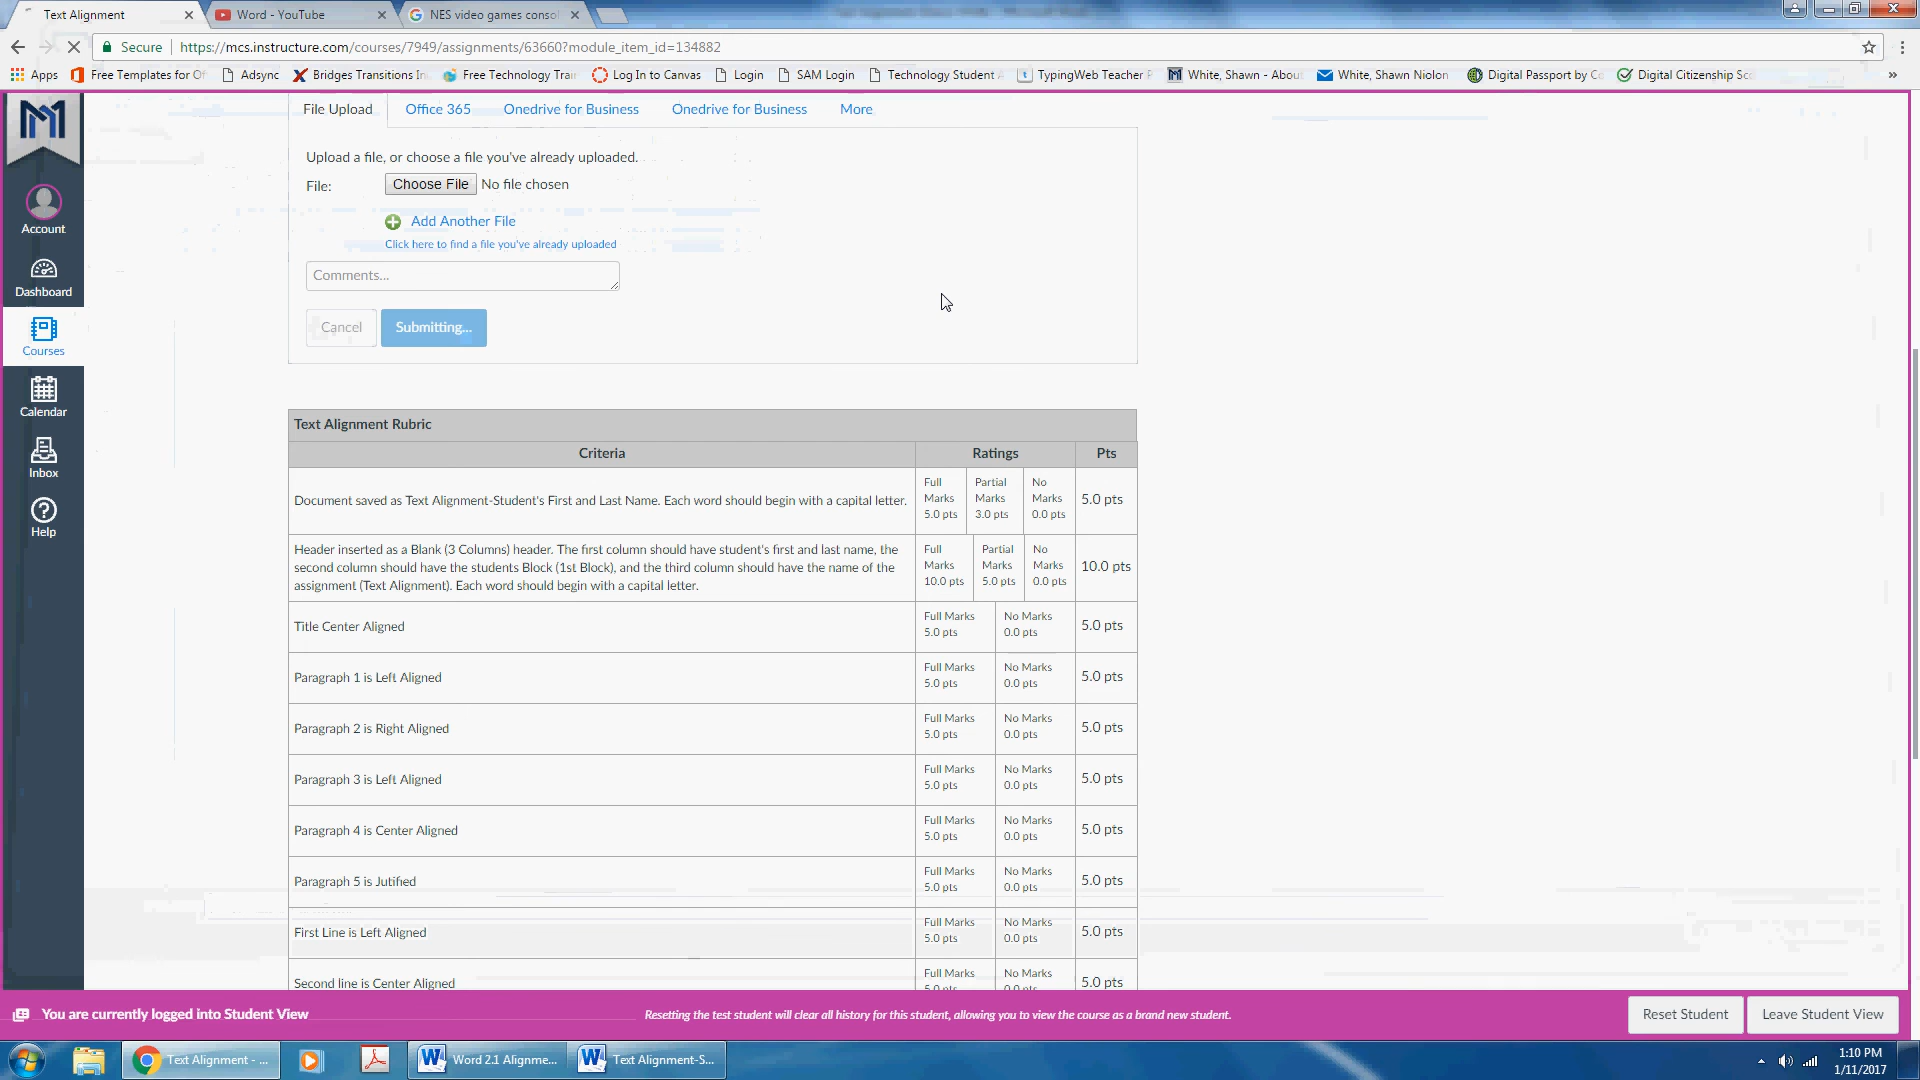 Text Alignment
Word - YouTube
NES video games consol
Secure
https://mcs.instructure.com/courses/7949/assignments/63660?module_item_id=134882
Apps
Free Templates for Of
Adsync
Bridges Transitions In
Free Technology Trai
Log In to Canvas
Login
SAM Login
Technology Student A
TypingWeb Teacher P
White, Shawn - Abou
White, Shawn Niolon
Digital Passport by Co
Digital Citizenship Sc
»
File Upload
Office 365
Onedrive for Business
Onedrive for Business
More
Upload a file, or choose a file you've already uploaded.
File:
Choose File
No file chosen
Add Another File
Click here to find a file you've already uploaded
Comments...
Cancel
Submitting...
Account
Dashboard
Courses
Calendar
Inbox
Help
Text Alignment Rubric
Criteria
Ratings
Pts
Document saved as Text Alignment-Student's First and Last Name. Each word should begin with a capital letter.
Full Marks 5.0 pts
Partial Marks 3.0 pts
No Marks 0.0 pts
5.0 pts
Header inserted as a Blank (3 Columns) header. The first column should have student's first and last name, the
second column should have the students Block (1st Block), and the third column should have the name of the
assignment (Text Alignment). Each word should begin with a capital letter.
Full Marks 10.0 pts
Partial Marks 5.0 pts
No Marks 0.0 pts
10.0 pts
Title Center Aligned
Full Marks 5.0 pts
No Marks 0.0 pts
5.0 pts
Paragraph 1 is Left Aligned
Full Marks 5.0 pts
No Marks 0.0 pts
5.0 pts
Paragraph 2 is Right Aligned
Full Marks 5.0 pts
No Marks 0.0 pts
5.0 pts
Paragraph 3 is Left Aligned
Full Marks 5.0 pts
No Marks 0.0 pts
5.0 pts
Paragraph 4 is Center Aligned
Full Marks 5.0 pts
No Marks 0.0 pts
5.0 pts
Paragraph 5 is Jutified
Full Marks 5.0 pts
No Marks 0.0 pts
5.0 pts
First Line is Left Aligned
Full Marks 5.0 pts
No Marks 0.0 pts
5.0 pts
Second line is Center Aligned
Full Marks 5.0 pts
No Marks 0.0 pts
5.0 pts
You are currently logged into Student View
Resetting the test student will clear all history for this student, allowing you to view the course as a brand new student.
Reset Student
Leave Student View
Text Alignment - ...
Word 2.1 Alignme...
Text Alignment-S...
1:10 PM
1/11/2017